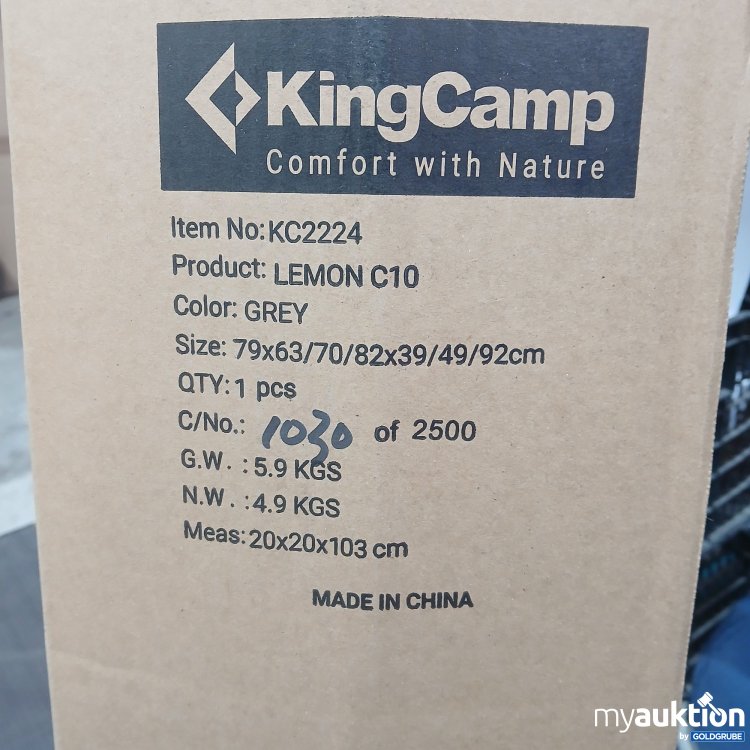 KingCamp
Comfort with Nature
Item No:KC2224
Product: LEMON C10
Color: GREY
Size: 79x63/70/82x39/49/92cm
QTY:1 pcs
C/No.: 1030 of 2500
G.W. :5.9 KGS
N.W. :4.9 KGS
Meas:20x20x103 cm
MADE IN CHINA
myauktion
by GOLDGRUBE